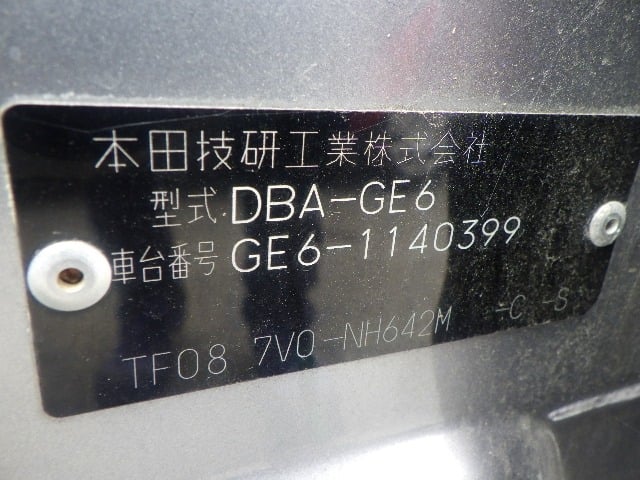 本田技研工業株式会社
型式 DBA-GE6
車台番号 GE6-1140399
TF08 7V0-NH642M -C -S